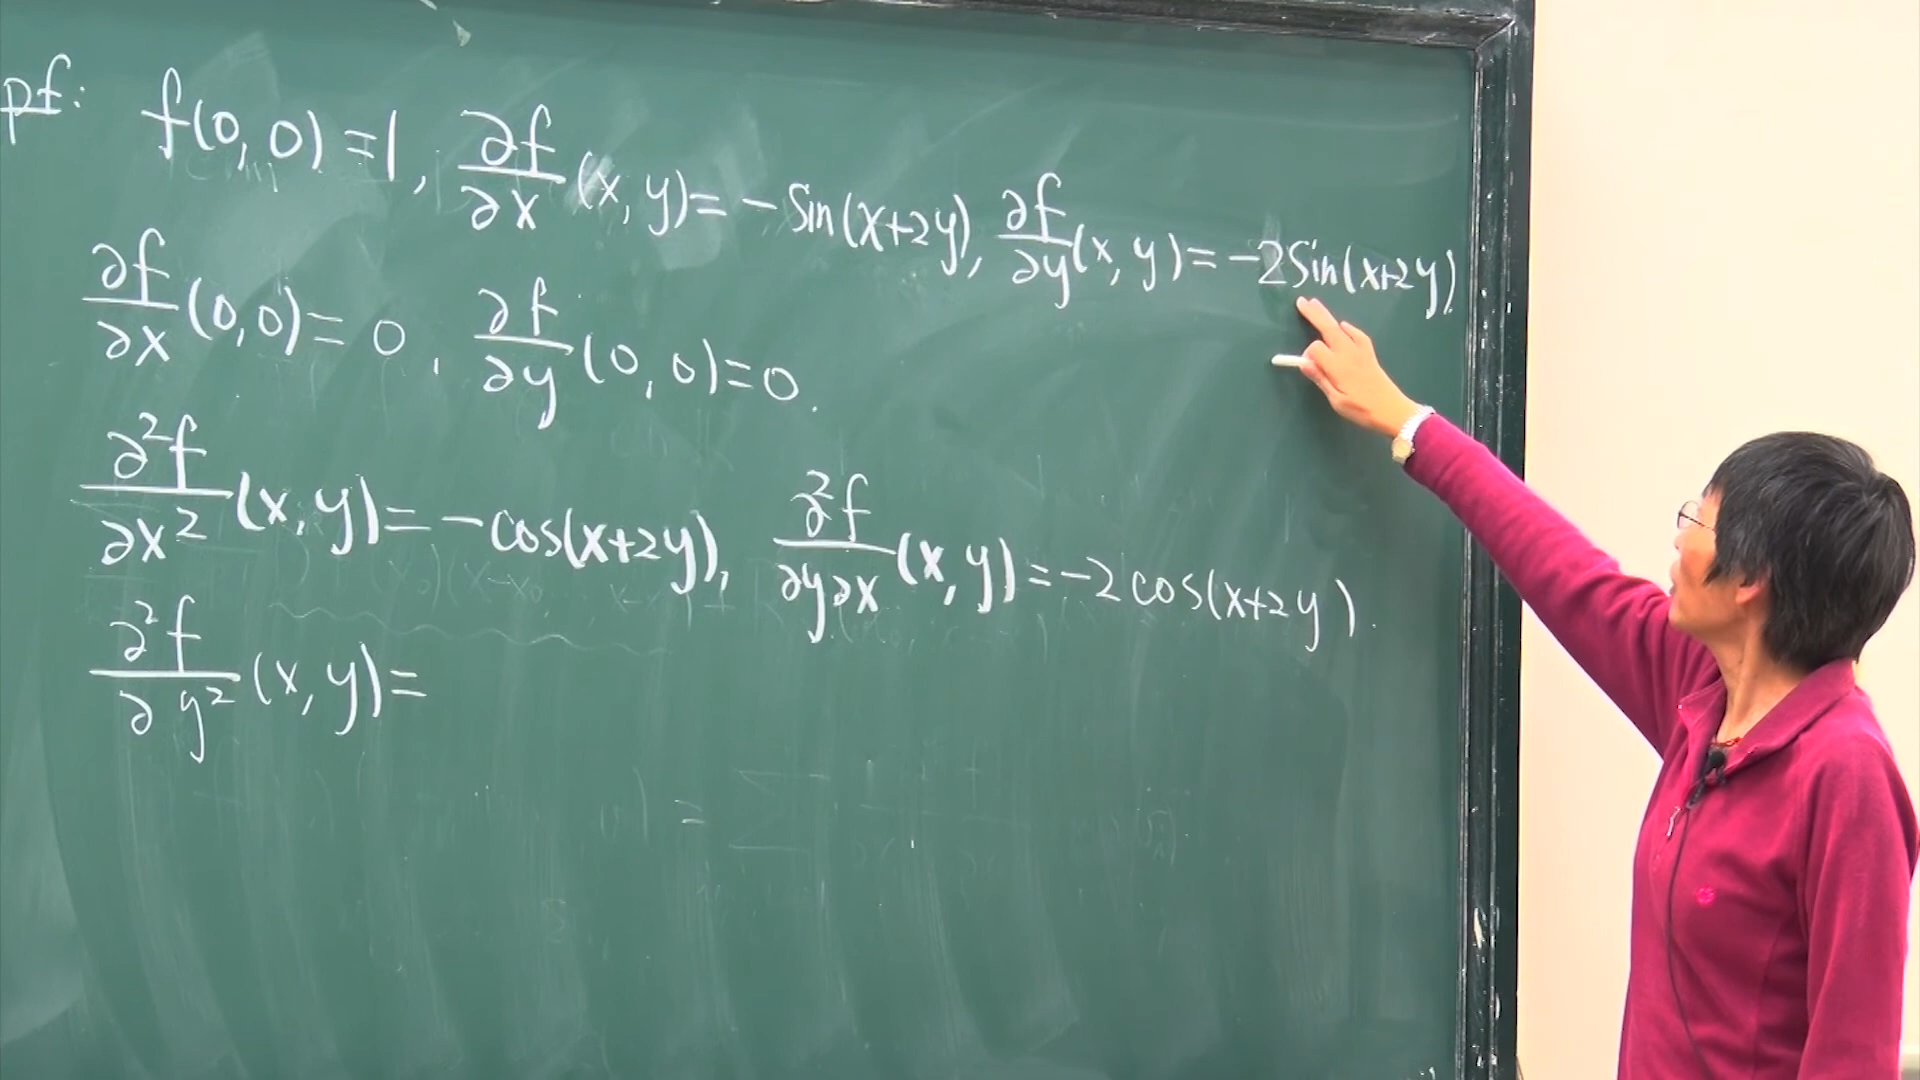 pf: f(0,0)=1, ∂f/∂x (x,y)=-Sin(x+2y), ∂f/∂y (x,y)=-2Sin(x+2y).
∂f/∂x (0,0)=0, ∂f/∂y (0,0)=0.
∂²f/∂x² (x,y)=-cos(x+2y), ∂²f/∂y∂x (x,y)=-2cos(x+2y).
∂²f/∂y² (x,y)=